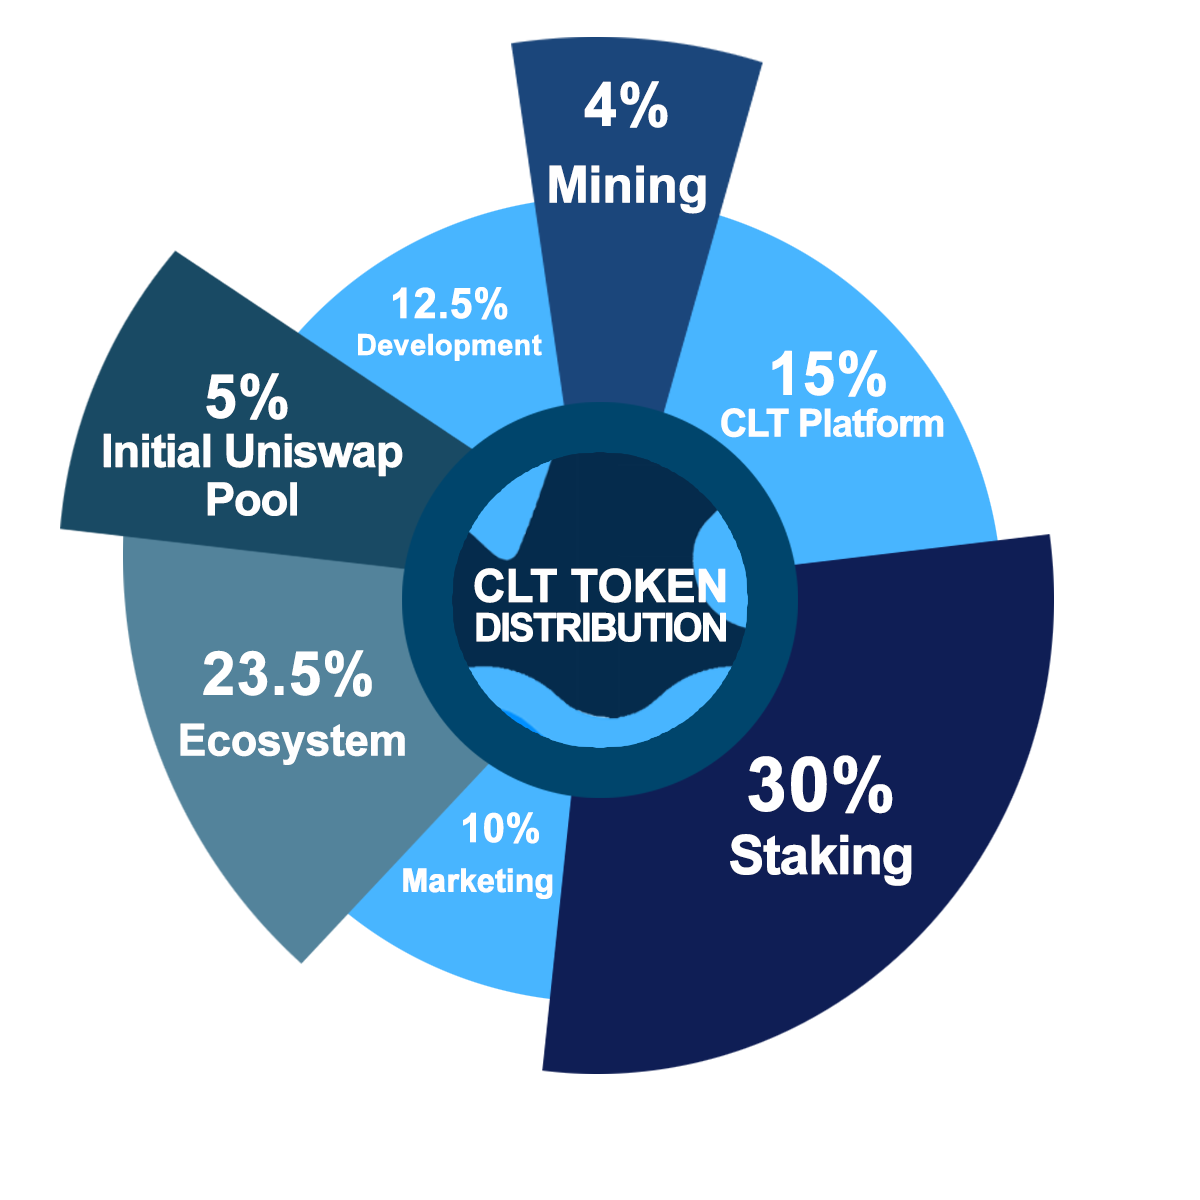 4%
Mining
12.5%
Development
15%
CLT Platform
5%
Initial Uniswap
Pool
CLT TOKEN
DISTRIBUTION
23.5%
Ecosystem
30%
Staking
10%
Marketing